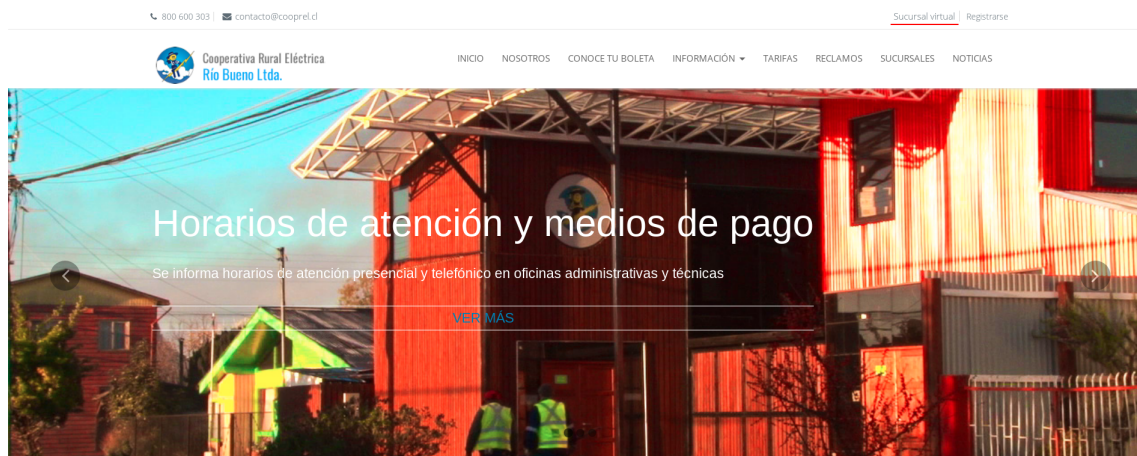 800 600 303
contacto@cooprel.cl
Sucursal virtual
Registrarse
Cooperativa Rural Eléctrica
Río Bueno Ltda.
INICIO NOSOTROS CONOCE TU BOLETA INFORMACIÓN TARIFAS RECLAMOS SUCURSALES NOTICIAS
Horarios de atención y medios de pago
Se informa horarios de atención presencial y telefónico en oficinas administrativas y técnicas
VER MÁS